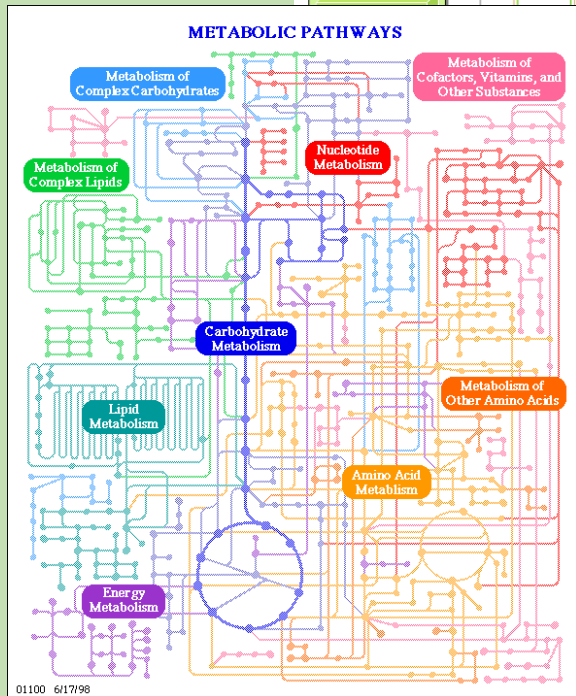 METABOLIC PATHWAYS
Metabolism of
Complex Carbohydrates
Metabolism of
Cofactors, Vitamins, and
Other Substances
Nucleotide
Metabolism
Metabolism of
Complex Lipids
Carbohydrate
Metabolism
Metabolism of
Other Amino Acids
Lipid
Metabolism
Amino Acid
Metablism
Energy
Metabolism
01100 6/17/98